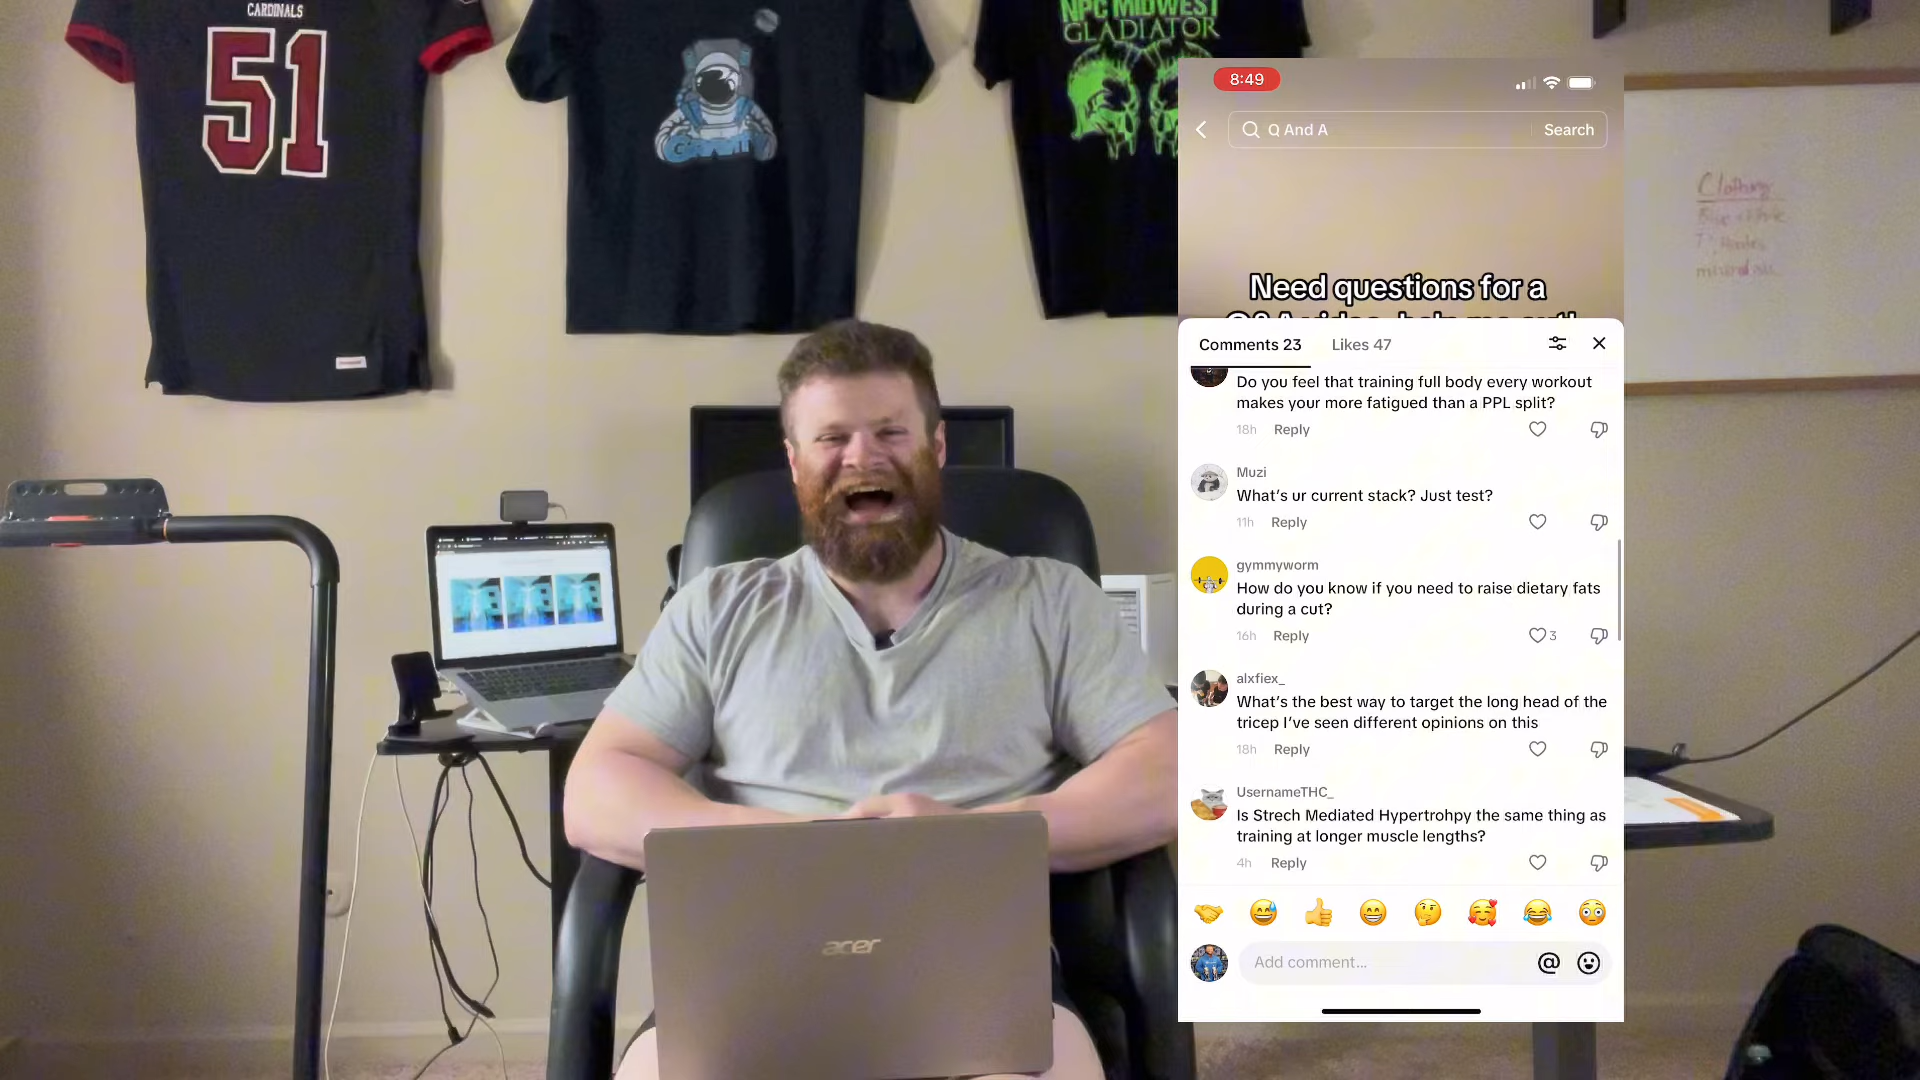 CARDINALS
51
GRAVITY
NPC MIDWEST
GLADIATOR
8:49
Q And A
Search
Clothing
Need questions for a
Comments 23
Likes 47
Do you feel that training full body every workout
makes your more fatigued than a PPL split?
18h Reply
Muzi
What's ur current stack? Just test?
11h Reply
gymmyworm
How do you know if you need to raise dietary fats
during a cut?
16h Reply
3
alxfiex_
What's the best way to target the long head of the
tricep I've seen different opinions on this
18h Reply
UsernameTHC_
Is Strech Mediated Hypertrohpy the same thing as
training at longer muscle lengths?
4h Reply
Add comment...
@
acer